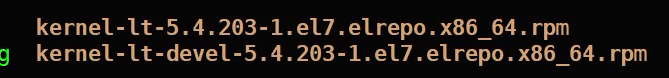 kernel-lt-5.4.203-1.el7.elrepo.x86_64.rpm
g kernel-lt-devel-5.4.203-1.el7.elrepo.x86_64.rpm